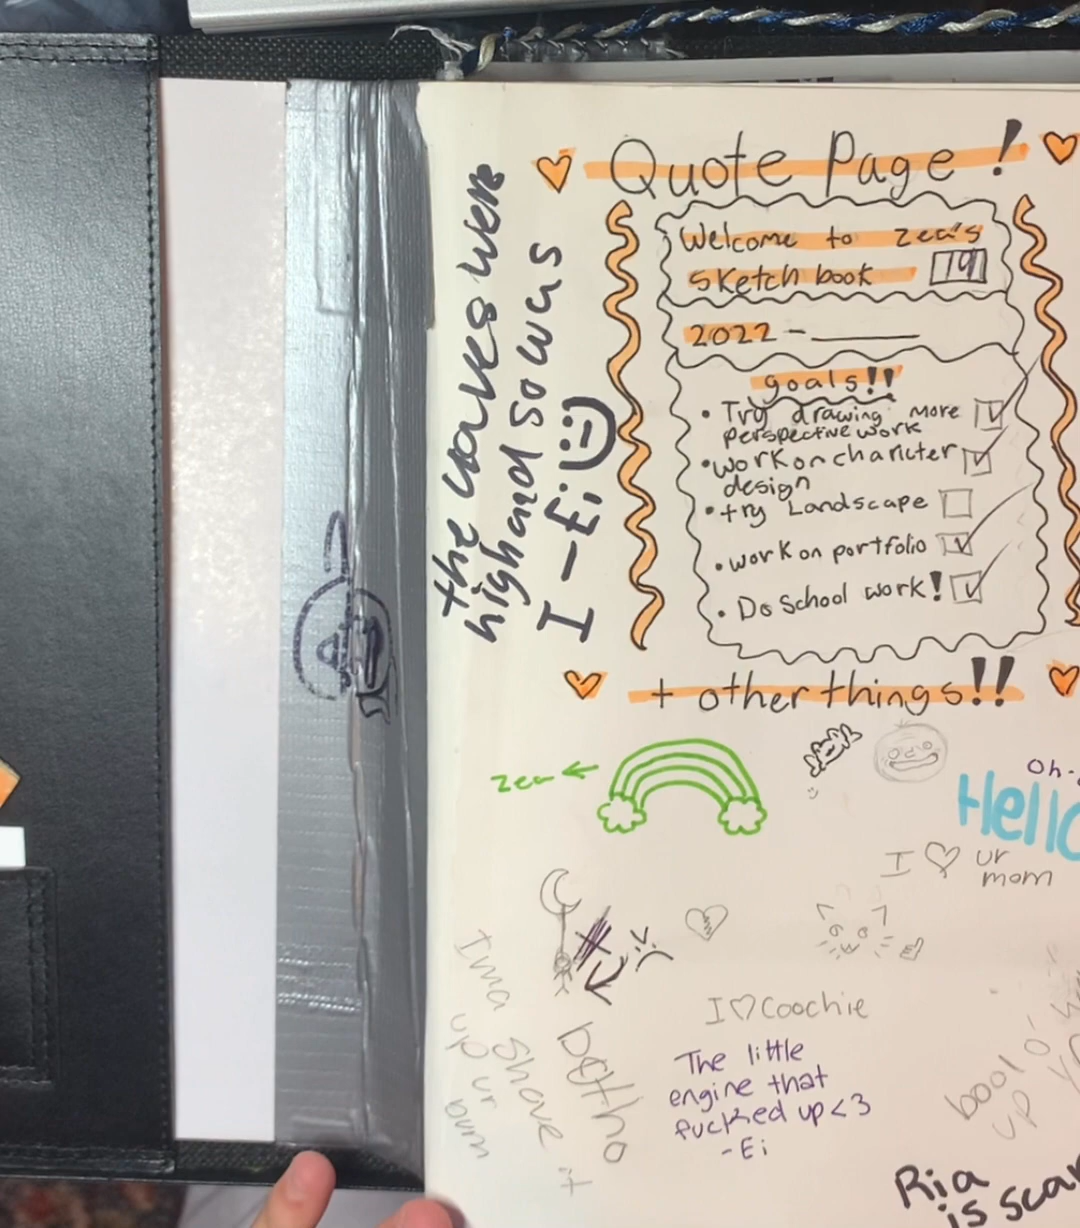 Quote Page!
Welcome to Zea's
sketch book
19
2022 -
goals!!
• Try drawing more
perspective work
• work on charicter
design
• try Landscape
• work on portfolio
• Do School work!
+ other things!!
the waves were
high and so was
I - Ei
Zea
Oh-
Hello
I ♡ ur
mom
I ♡ Coochie
The little
engine that
fucked up <3
- Ei
Ima shove it
up ur bum
Ria
is scar